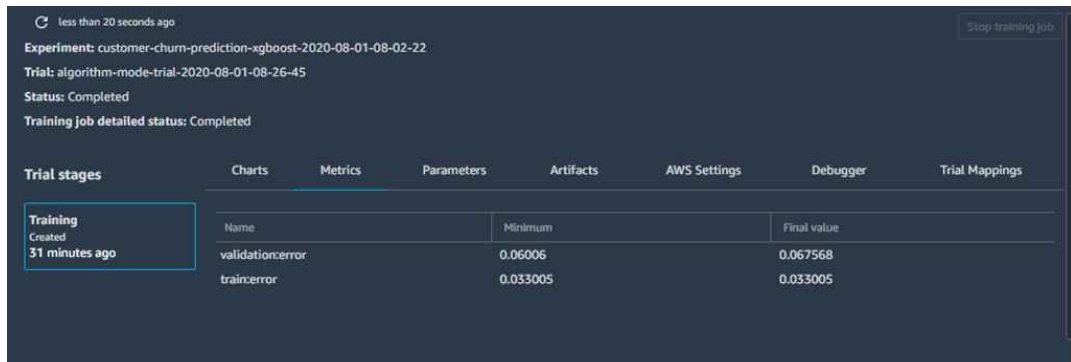 less than 20 seconds ago
Stop training job
Experiment: customer-churn-prediction-xgboost-2020-08-01-08-02-22
Trial: algorithm-mode-trial-2020-08-01-08-26-45
Status: Completed
Training job detailed status: Completed
Trial stages
Charts Metrics Parameters Artifacts AWS Settings Debugger Trial Mappings
Training
Created
31 minutes ago
Name Minimum Final value
validation:error 0.06006 0.067568
train:error 0.033005 0.033005